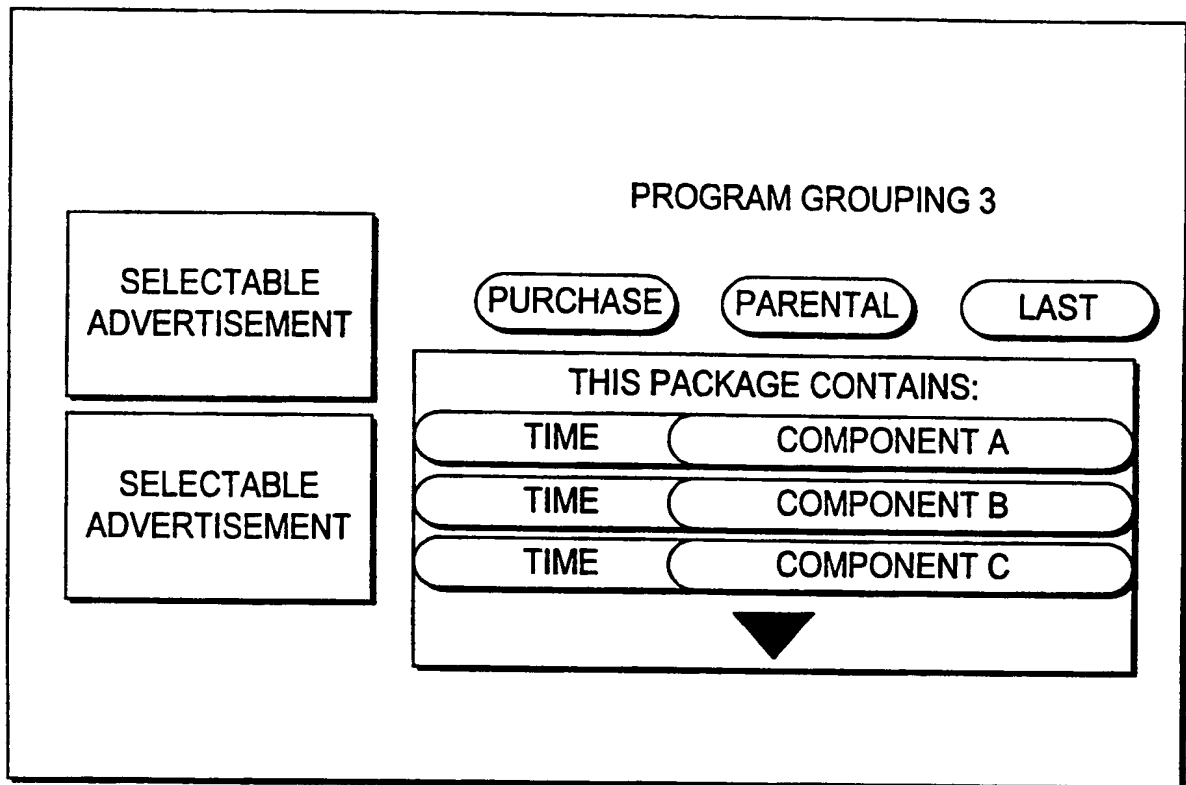 PROGRAM GROUPING 3
SELECTABLE
ADVERTISEMENT
SELECTABLE
ADVERTISEMENT
PURCHASE
PARENTAL
LAST
THIS PACKAGE CONTAINS:
TIME COMPONENT A
TIME COMPONENT B
TIME COMPONENT C